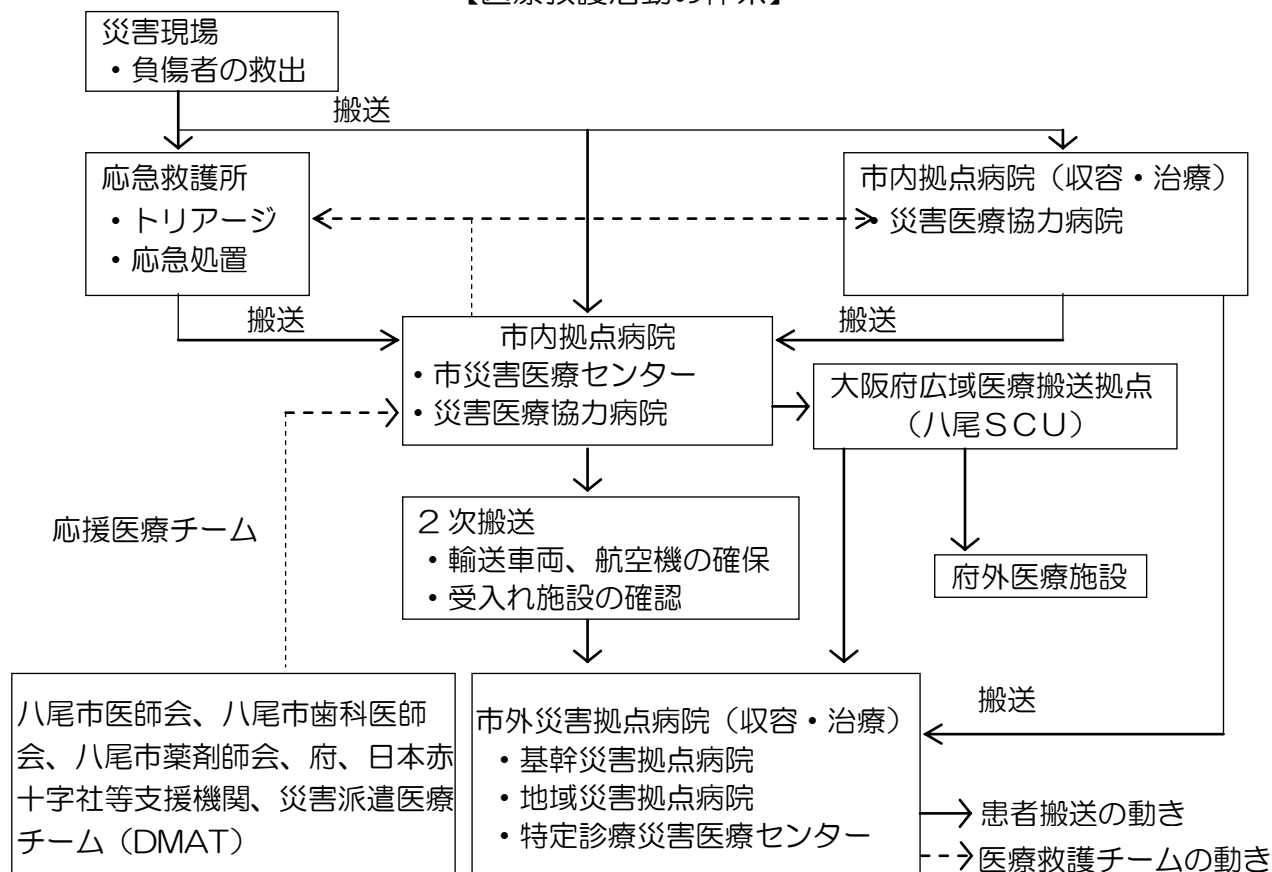 【医療救護活動の体系】
災害現場
・負傷者の救出
搬送
応急救護所
・トリアージ
・応急処置
市内拠点病院（収容・治療）
・災害医療協力病院
搬送
搬送
市内拠点病院
・市災害医療センター
・災害医療協力病院
大阪府広域医療搬送拠点
（八尾ＳＣＵ）
応援医療チーム
２次搬送
・輸送車両、航空機の確保
・受入れ施設の確認
府外医療施設
八尾市医師会、八尾市歯科医師
会、八尾市薬剤師会、府、日本赤
十字社等支援機関、災害派遣医療
チーム（DMAT）
市外災害拠点病院（収容・治療）
・基幹災害拠点病院
・地域災害拠点病院
・特定診療災害医療センター
搬送
患者搬送の動き
医療救護チームの動き